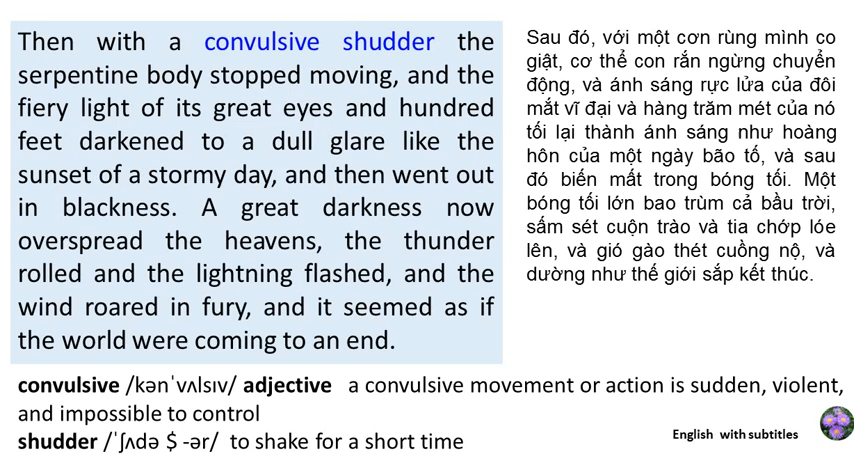 Then with a convulsive shudder the
serpentine body stopped moving, and the
fiery light of its great eyes and hundred
feet darkened to a dull glare like the
sunset of a stormy day, and then went out
in blackness. A great darkness now
overspread the heavens, the thunder
rolled and the lightning flashed, and the
wind roared in fury, and it seemed as if
the world were coming to an end.
Sau đó, với một cơn rùng mình co
giật, cơ thể con rắn ngừng chuyển
động, và ánh sáng rực lửa của đôi
mắt vĩ đại và hàng trăm mét của nó
tối lại thành ánh sáng như hoàng
hôn của một ngày bão tố, và sau
đó biến mất trong bóng tối. Một
bóng tối lớn bao trùm cả bầu trời,
sấm sét cuộn trào và tia chớp lóe
lên, và gió gào thét cuồng nộ, và
dường như thế giới sắp kết thúc.
convulsive /kənˈvʌlsɪv/ adjective a convulsive movement or action is sudden, violent,
and impossible to control
shudder /ˈʃʌdə $ -ər/ to shake for a short time
English with subtitles